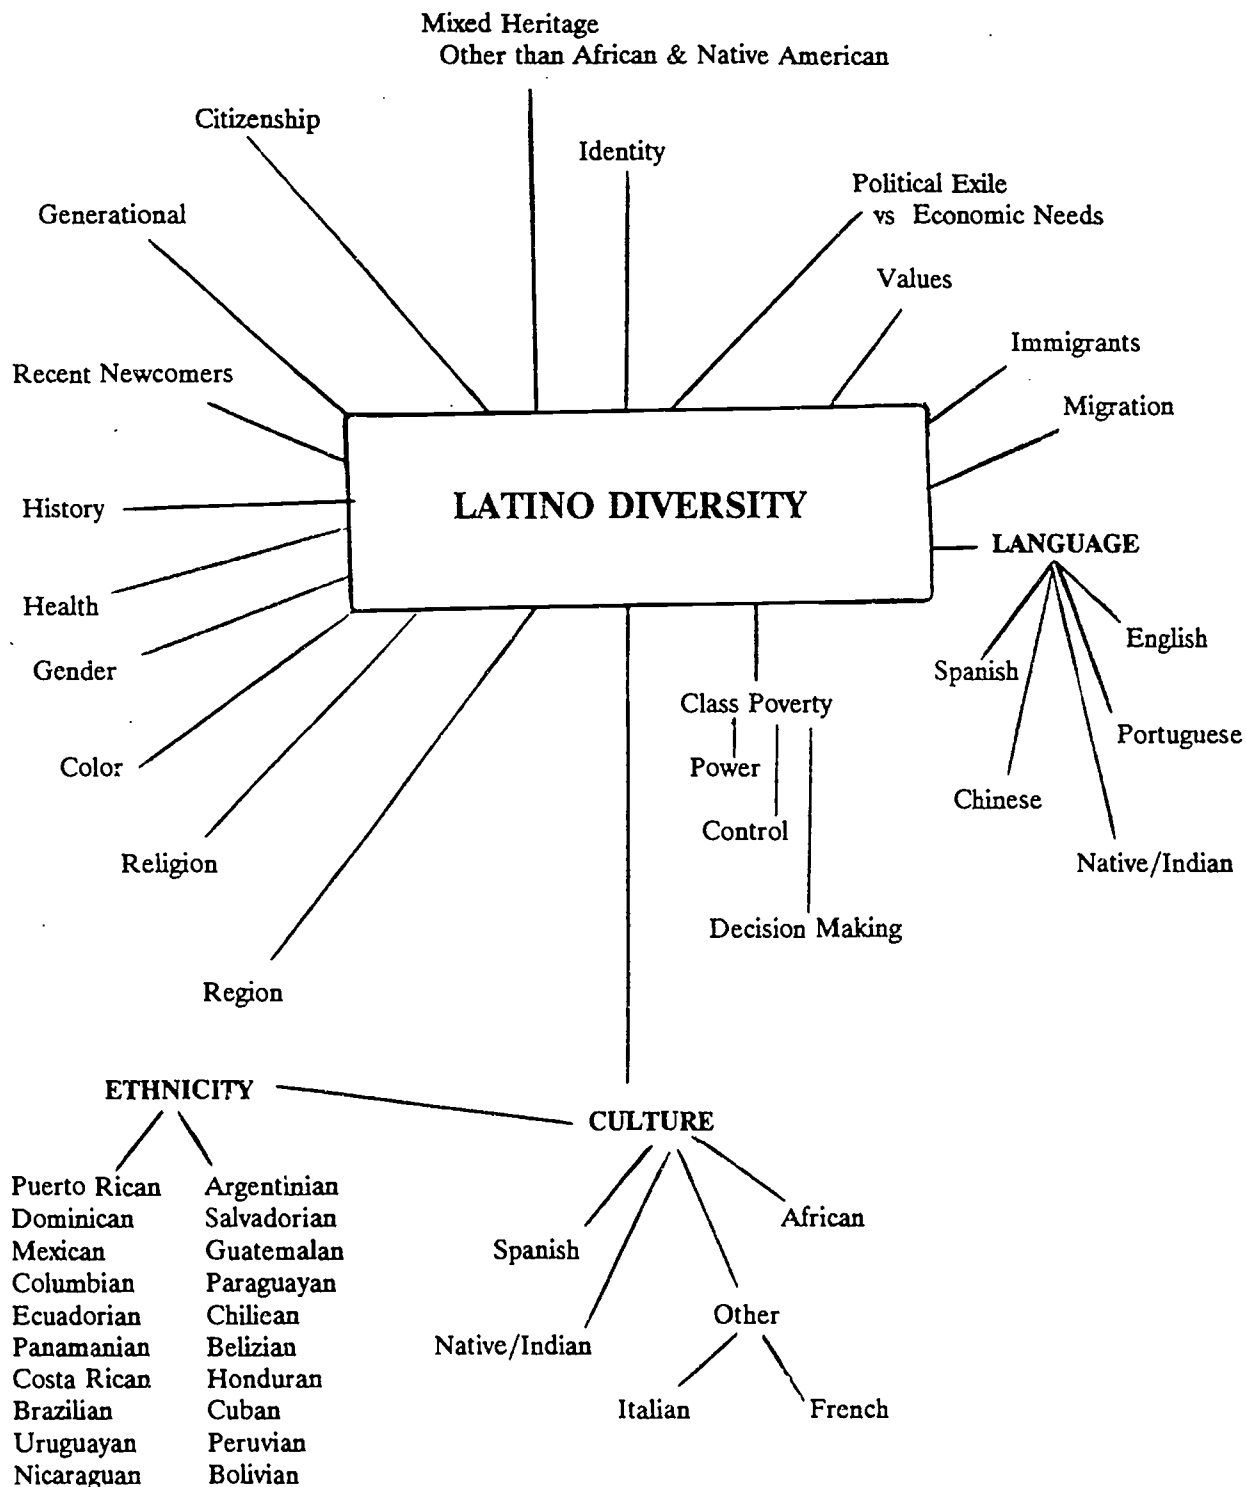 Mixed Heritage
Other than African & Native American
Citizenship
Identity
Political Exile
vs Economic Needs
Generational
Values
Immigrants
Recent Newcomers
Migration
History
LATINO DIVERSITY
LANGUAGE
Health
English
Gender
Spanish
Class Poverty
Portuguese
Color
Power
Chinese
Control
Religion
Native/Indian
Decision Making
Region
ETHNICITY
CULTURE
Puerto Rican Argentinian
Dominican Salvadorian
Mexican Guatemalan
Columbian Paraguayan
Ecuadorian Chiliean
Panamanian Belizian
Costa Rican Honduran
Brazilian Cuban
Uruguayan Peruvian
Nicaraguan Bolivian
African
Spanish
Other
Native/Indian
Italian
French